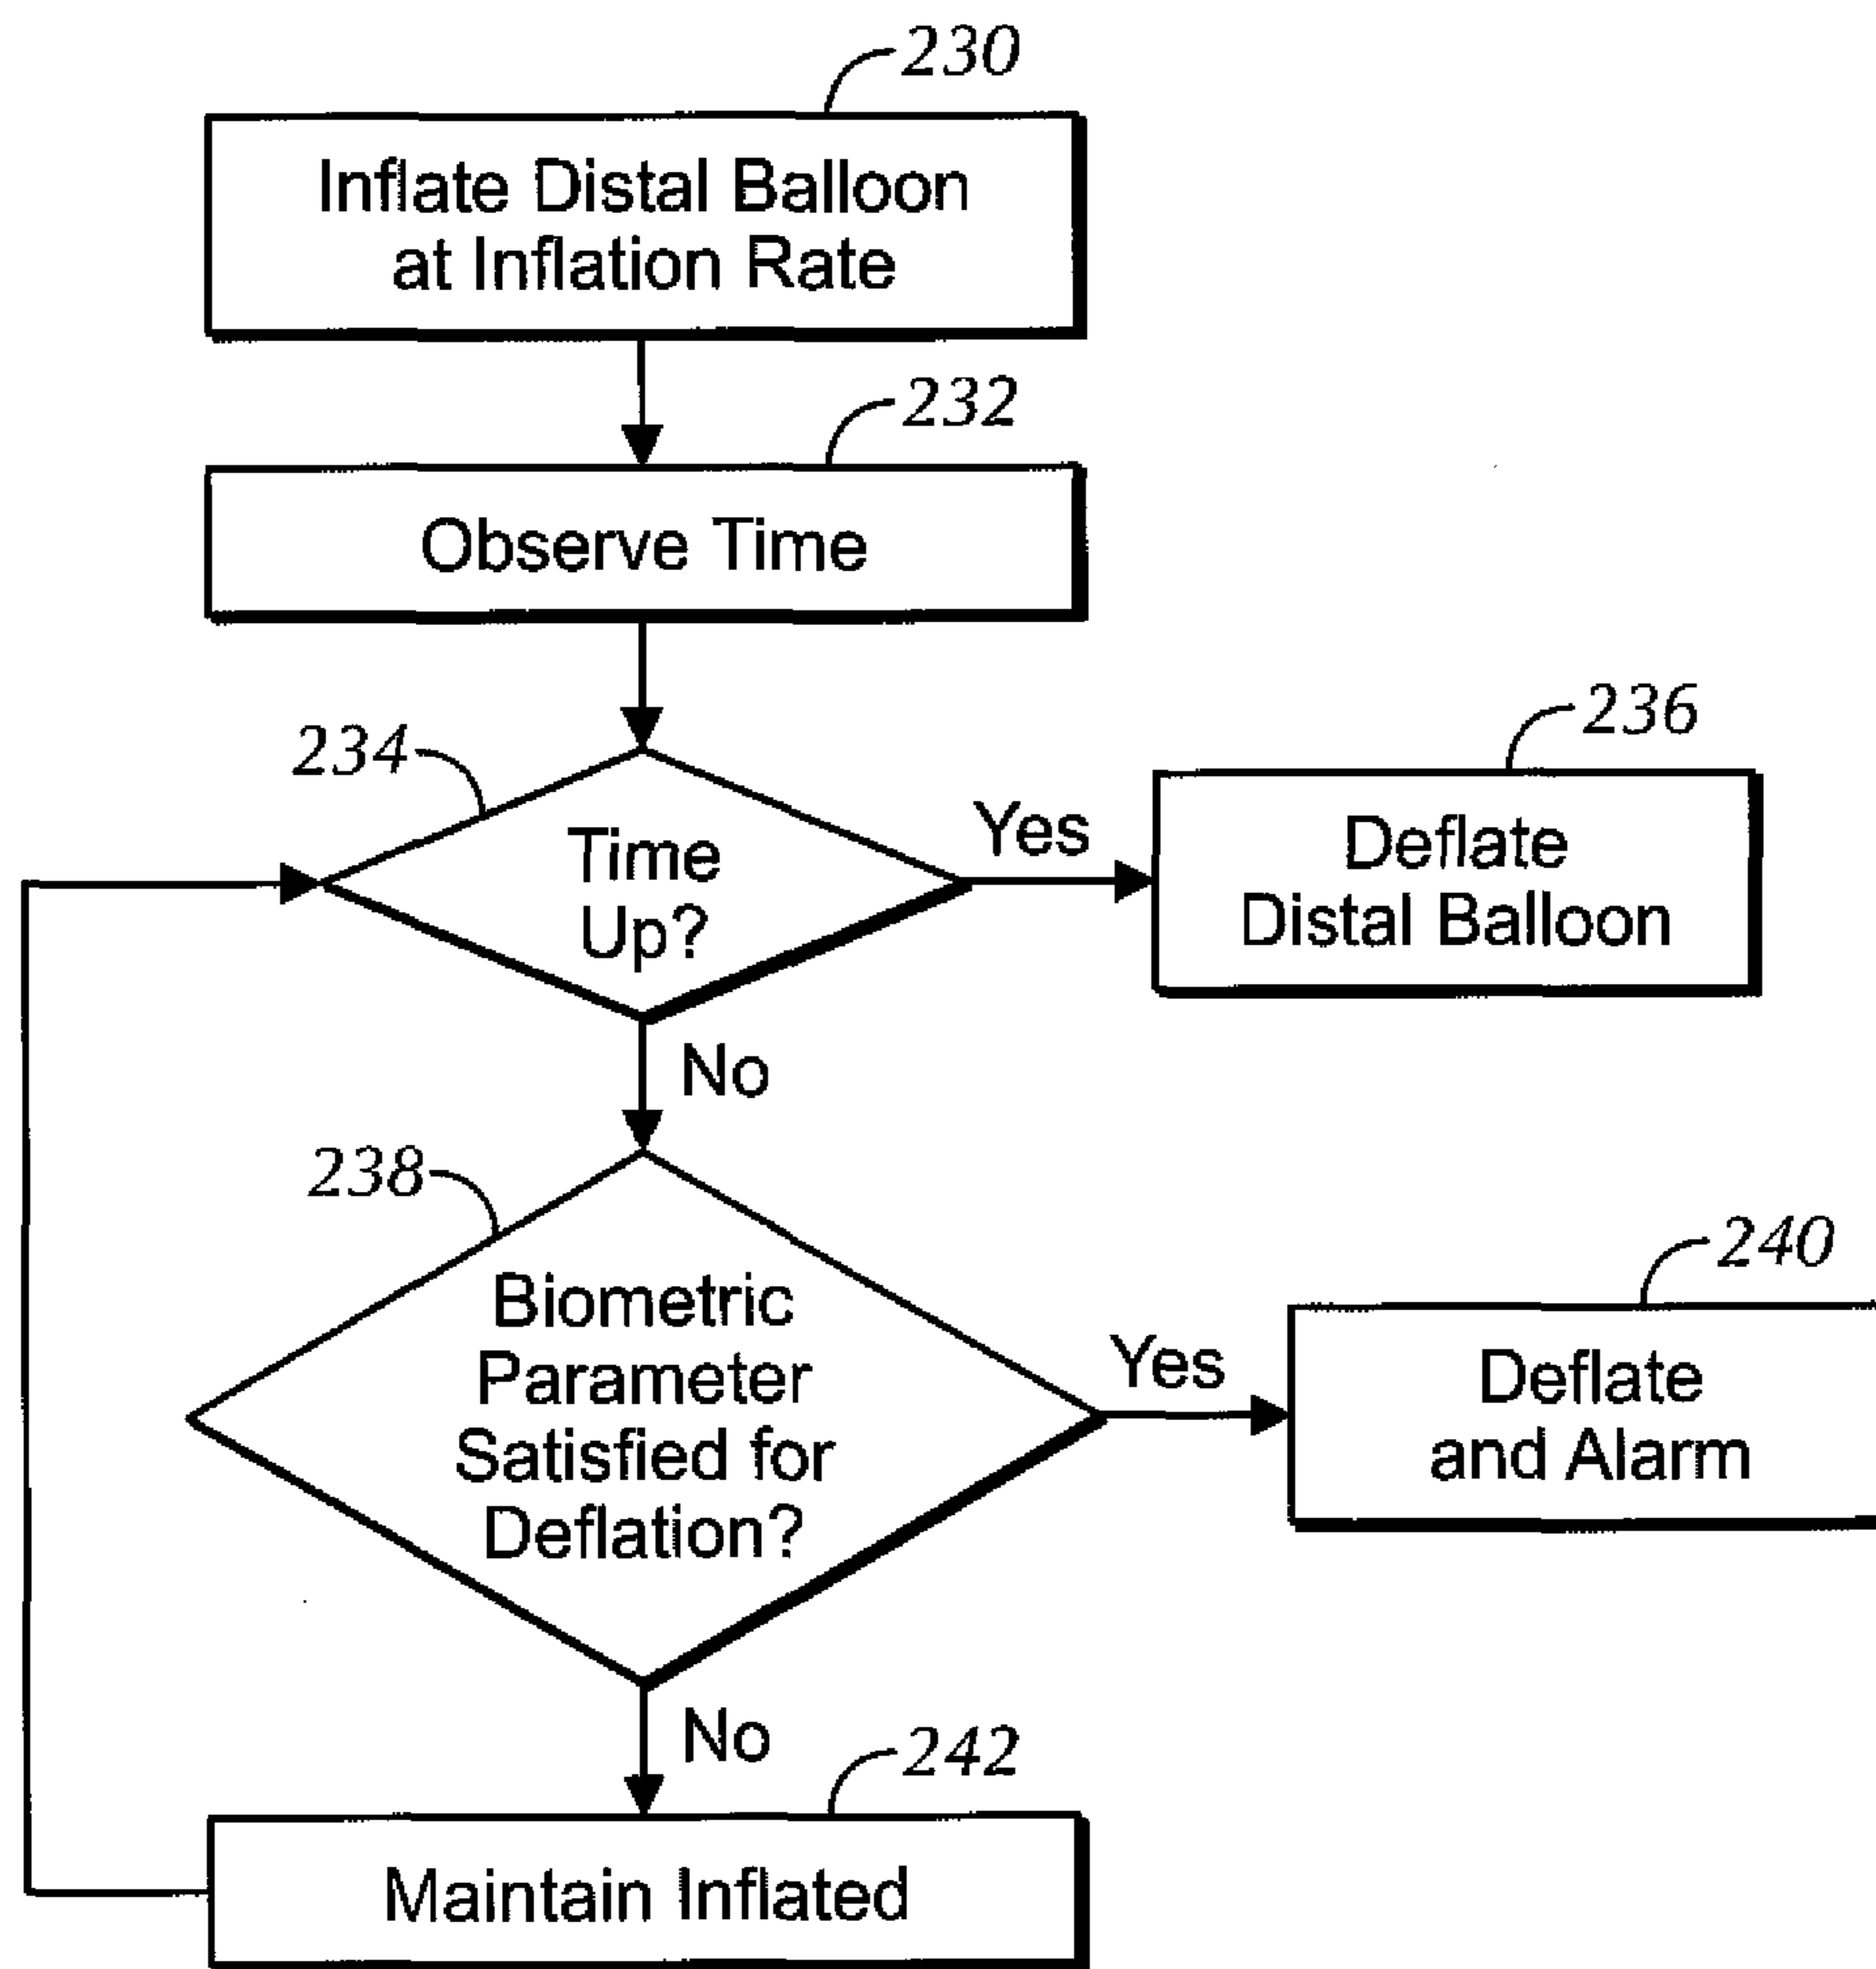 230
Inflate Distal Balloon
at Inflation Rate
232
Observe Time
234
Time
Up?
Yes
236
Deflate
Distal Balloon
No
238
Biometric
Parameter
Satisfied for
Deflation?
Yes
240
Deflate
and Alarm
No
242
Maintain Inflated